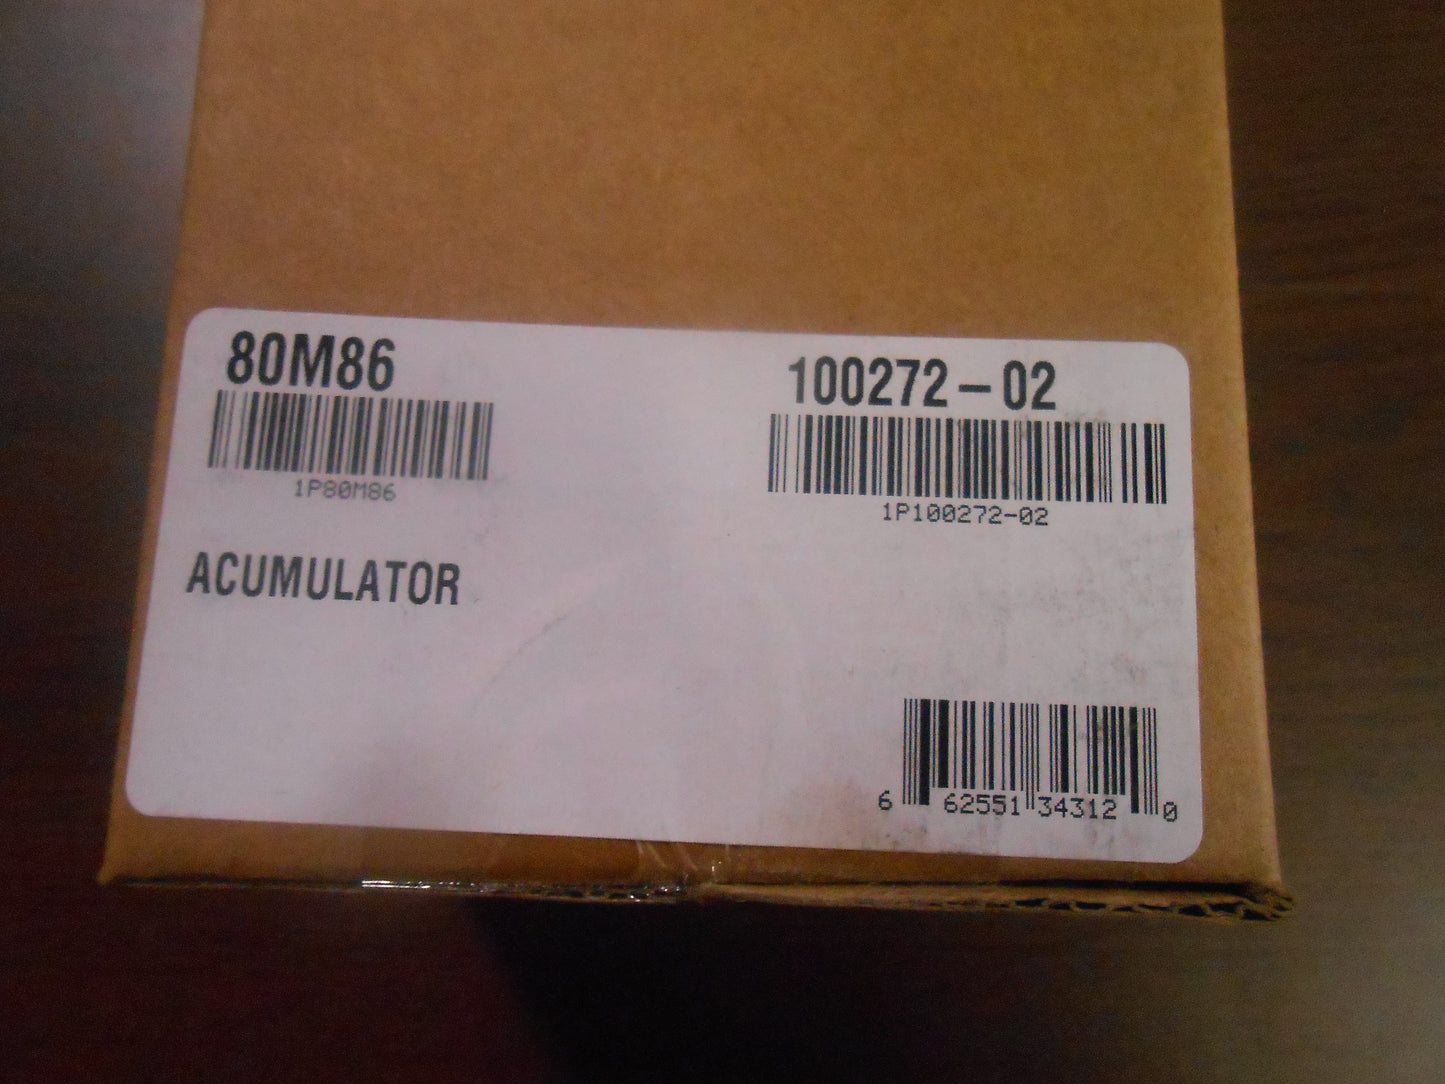 80M86
1P80M86
100272-02
1P100272-02
ACUMULATOR
6 62551 34312 0